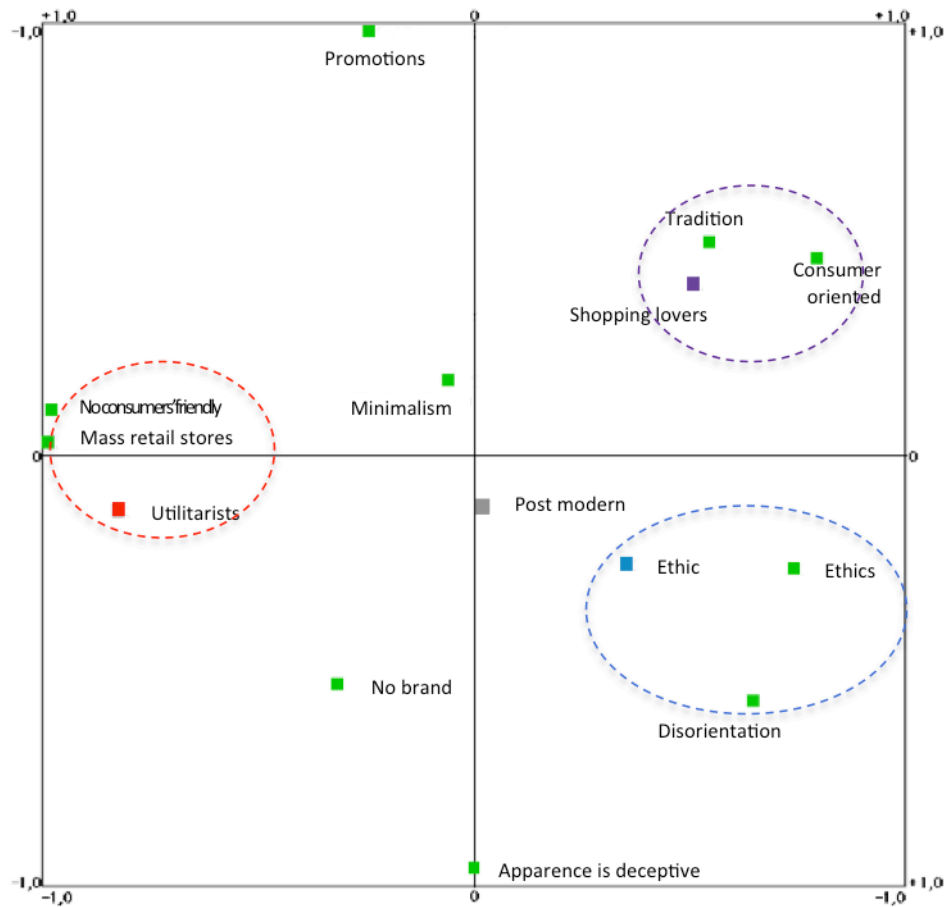 +1,0 0 +1,0
-1,0 +1,0
Promotions
Tradition
Consumer
oriented
Shopping lovers
No consumers' friendly
Minimalism
Mass retail stores
0 0
Post modern
Utilitarists
Ethic
Ethics
No brand
Disorientation
Apparence is deceptive
-1,0 +1,0
-1,0 0 -1,0